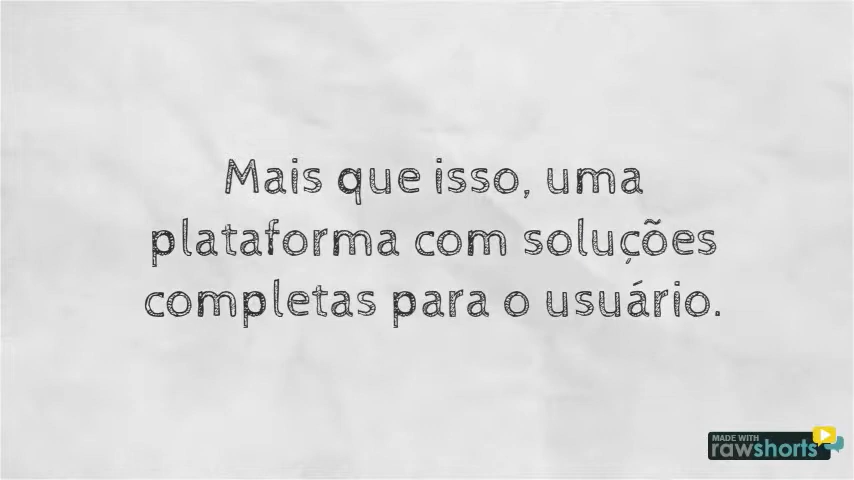 Mais que isso, uma
plataforma com soluções
completas para o usuário.
MADE WITH
rawshorts